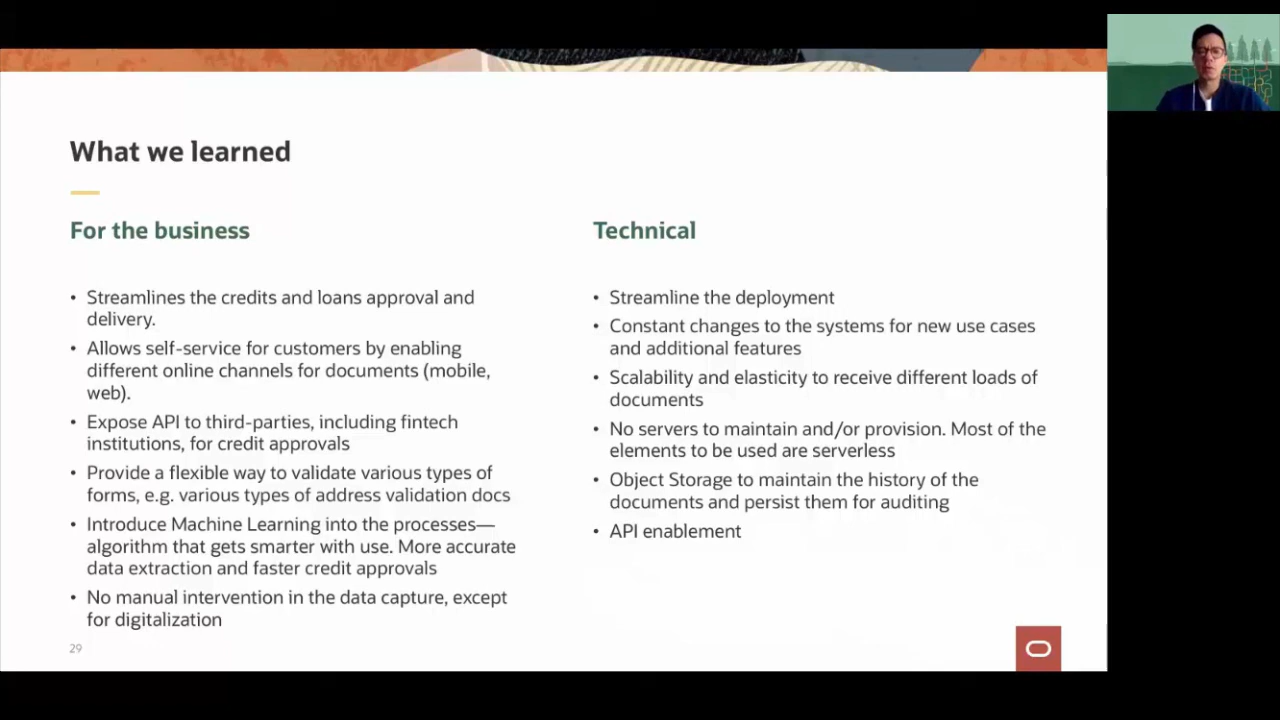 What we learned
For the business
• Streamlines the credits and loans approval and
delivery.
• Allows self-service for customers by enabling
different online channels for documents (mobile,
web).
• Expose API to third-parties, including fintech
institutions, for credit approvals
• Provide a flexible way to validate various types of
forms, e.g. various types of address validation docs
• Introduce Machine Learning into the processes—
algorithm that gets smarter with use. More accurate
data extraction and faster credit approvals
• No manual intervention in the data capture, except
for digitalization
Technical
• Streamline the deployment
• Constant changes to the systems for new use cases
and additional features
• Scalability and elasticity to receive different loads of
documents
• No servers to maintain and/or provision. Most of the
elements to be used are serverless
• Object Storage to maintain the history of the
documents and persist them for auditing
• API enablement
29